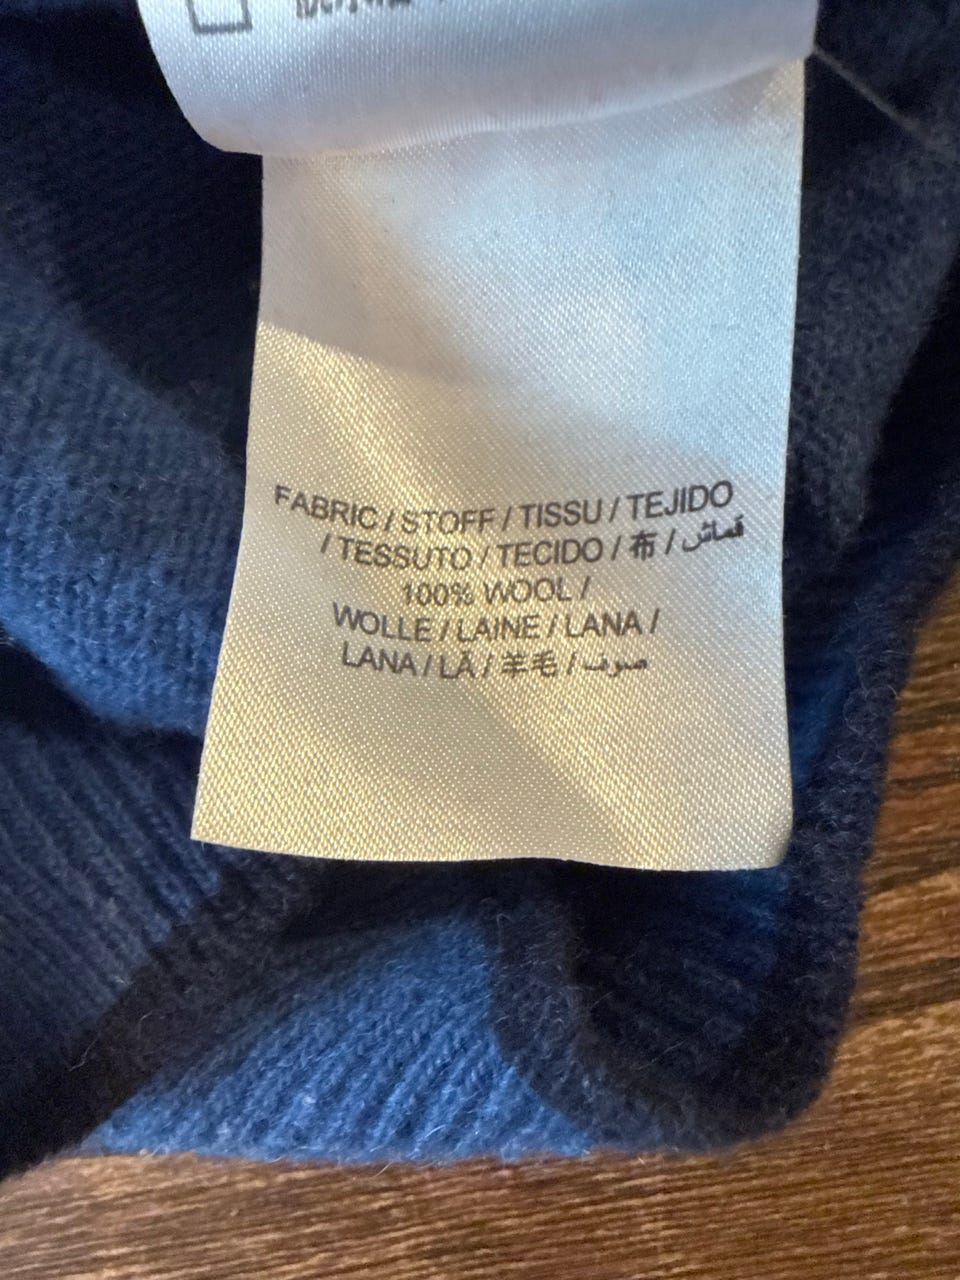 FABRIC / STOFF / TISSU / TEJIDO
/ TESSUTO / TECIDO / 布 / قماش
100% WOOL /
WOLLE / LAINE / LANA /
LANA / LÃ / 羊毛 / صوف